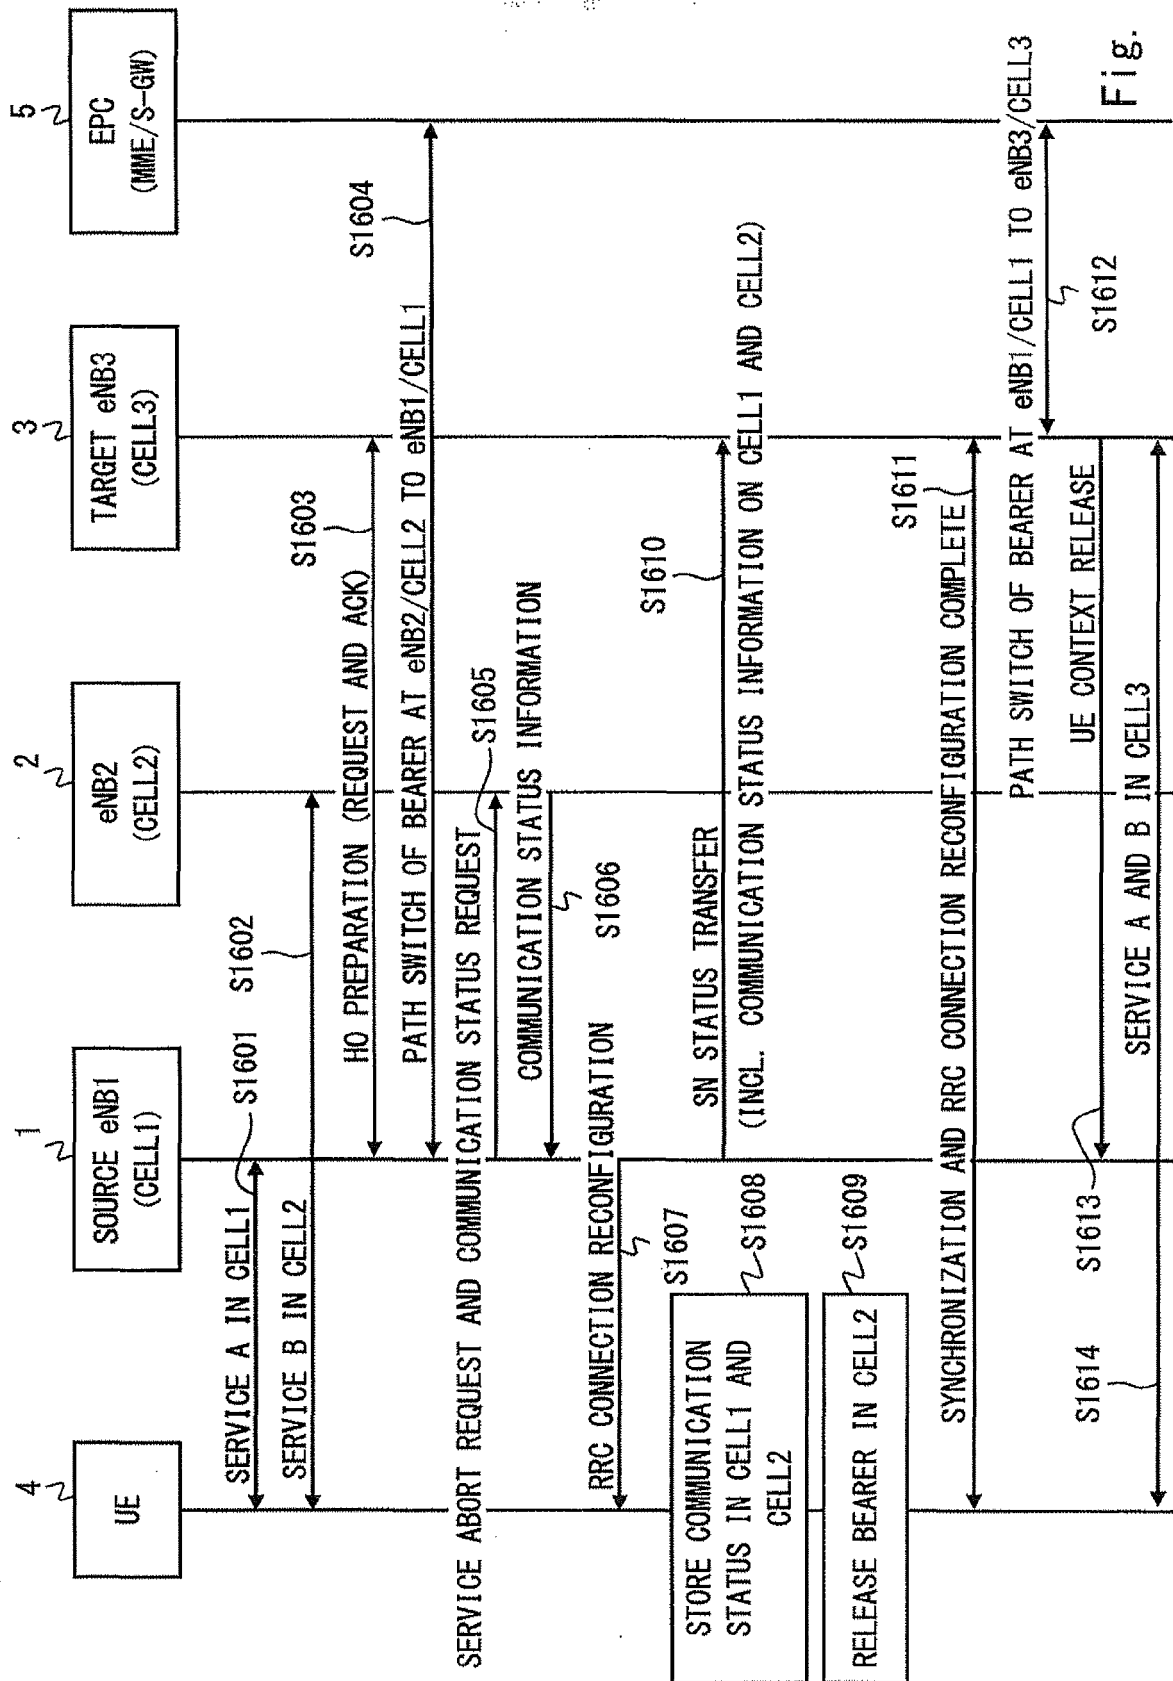 4
UE
1
SOURCE eNB1
(CELL1)
2
eNB2
(CELL2)
3
TARGET eNB3
(CELL3)
5
EPC
(MME/S-GW)
SERVICE A IN CELL1
S1601
SERVICE B IN CELL2
S1602
HO PREPARATION (REQUEST AND ACK)
S1603
PATH SWITCH OF BEARER AT eNB2/CELL2 TO eNB1/CELL1
S1604
SERVICE ABORT REQUEST AND COMMUNICATION STATUS REQUEST
S1605
COMMUNICATION STATUS INFORMATION
S1606
RRC CONNECTION RECONFIGURATION
S1607
STORE COMMUNICATION
STATUS IN CELL1 AND
CELL2
S1608
RELEASE BEARER IN CELL2
S1609
SN STATUS TRANSFER
S1610
(INCL. COMMUNICATION STATUS INFORMATION ON CELL1 AND CELL2)
SYNCHRONIZATION AND RRC CONNECTION RECONFIGURATION COMPLETE
S1611
PATH SWITCH OF BEARER AT eNB1/CELL1 TO eNB3/CELL3
S1612
UE CONTEXT RELEASE
S1613
SERVICE A AND B IN CELL3
S1614
Fig.